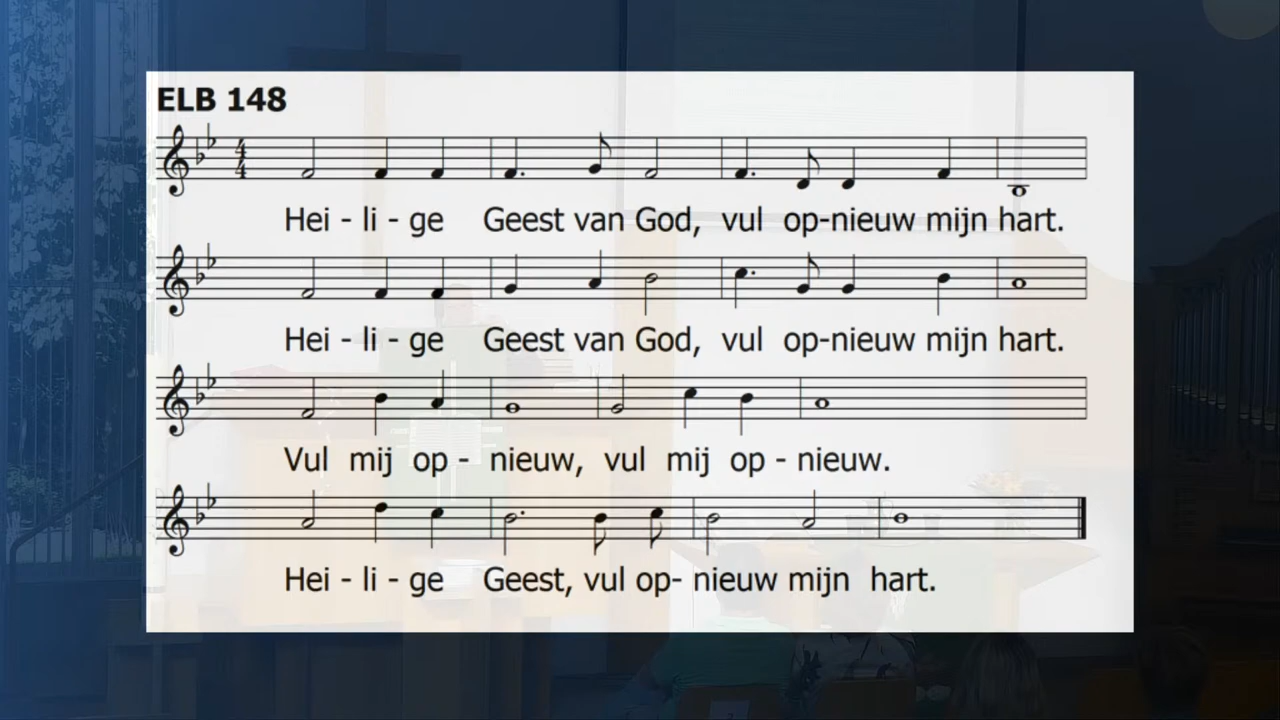 ELB 148
4
4
Hei - li - ge Geest van God, vul op-nieuw mijn hart.
Hei - li - ge Geest van God, vul op-nieuw mijn hart.
Vul mij op - nieuw, vul mij op - nieuw.
Hei - li - ge Geest, vul op- nieuw mijn hart.